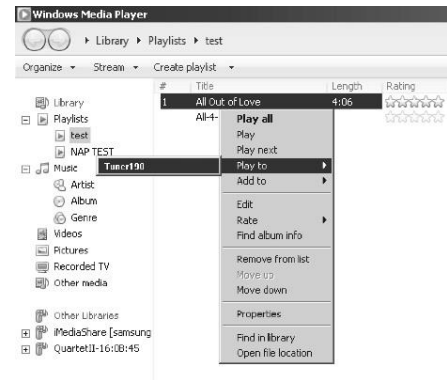 Windows Media Player
Library ▸ Playlists ▸ test
Organize Stream Create playlist
# Title Length Rating
Library
Playlists
test
NAP TEST
Music
Artist
Album
Genre
Videos
Pictures
Recorded TV
Other media
Other Libraries
iMediaShare [samsung
QuartetII-16:0B:45
1 All Out of Love 4:06
All-4-
Play all
Play
Play next
Play to
Tuner190
Add to
Edit
Rate
Find album info
Remove from list
Move up
Move down
Properties
Find in library
Open file location